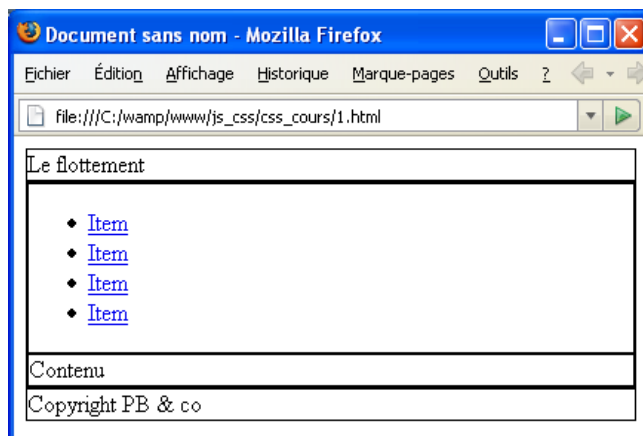 Document sans nom - Mozilla Firefox
Fichier Édition Affichage Historique Marque-pages Outils ?
file:///C:/wamp/www/js_css/css_cours/1.html
Le flottement
Item
Item
Item
Item
Contenu
Copyright PB & co